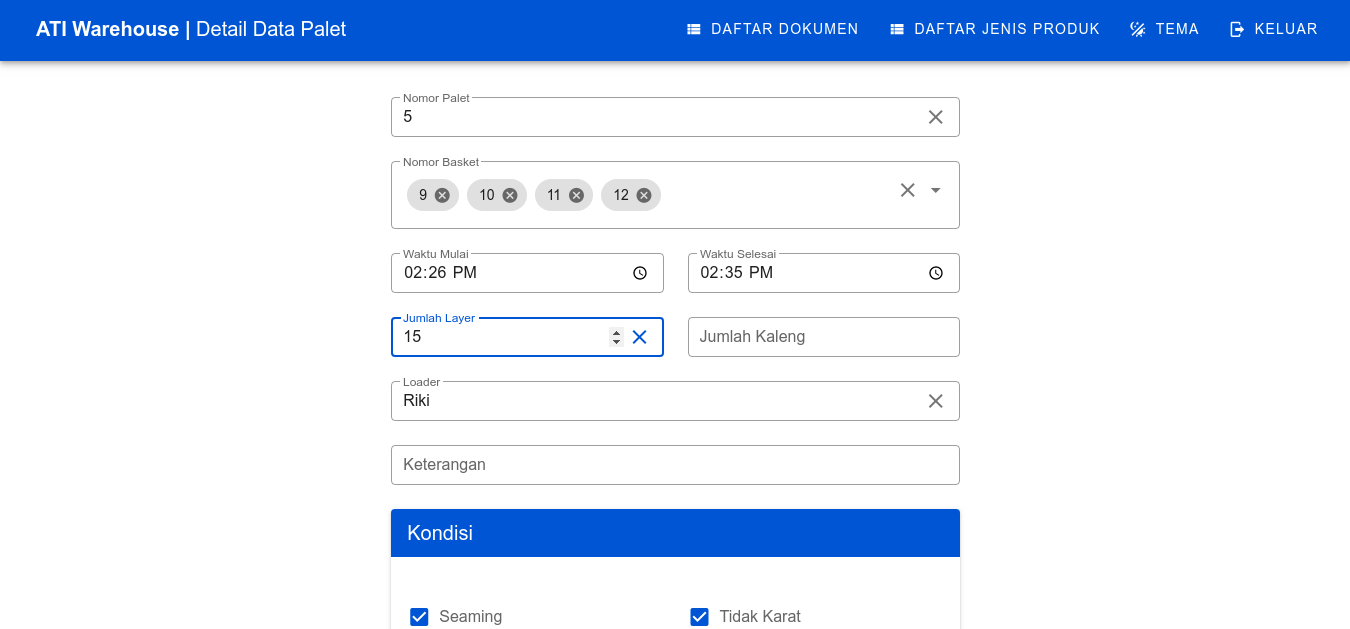 ATI Warehouse | Detail Data Palet DAFTAR DOKUMEN DAFTAR JENIS PRODUK TEMA KELUAR
Nomor Palet
5
Nomor Basket
9 10 11 12
Waktu Mulai Waktu Selesai
02:26 PM 02:35 PM
Jumlah Layer
15 Jumlah Kaleng
Loader
Riki
Keterangan
Kondisi
Seaming Tidak Karat